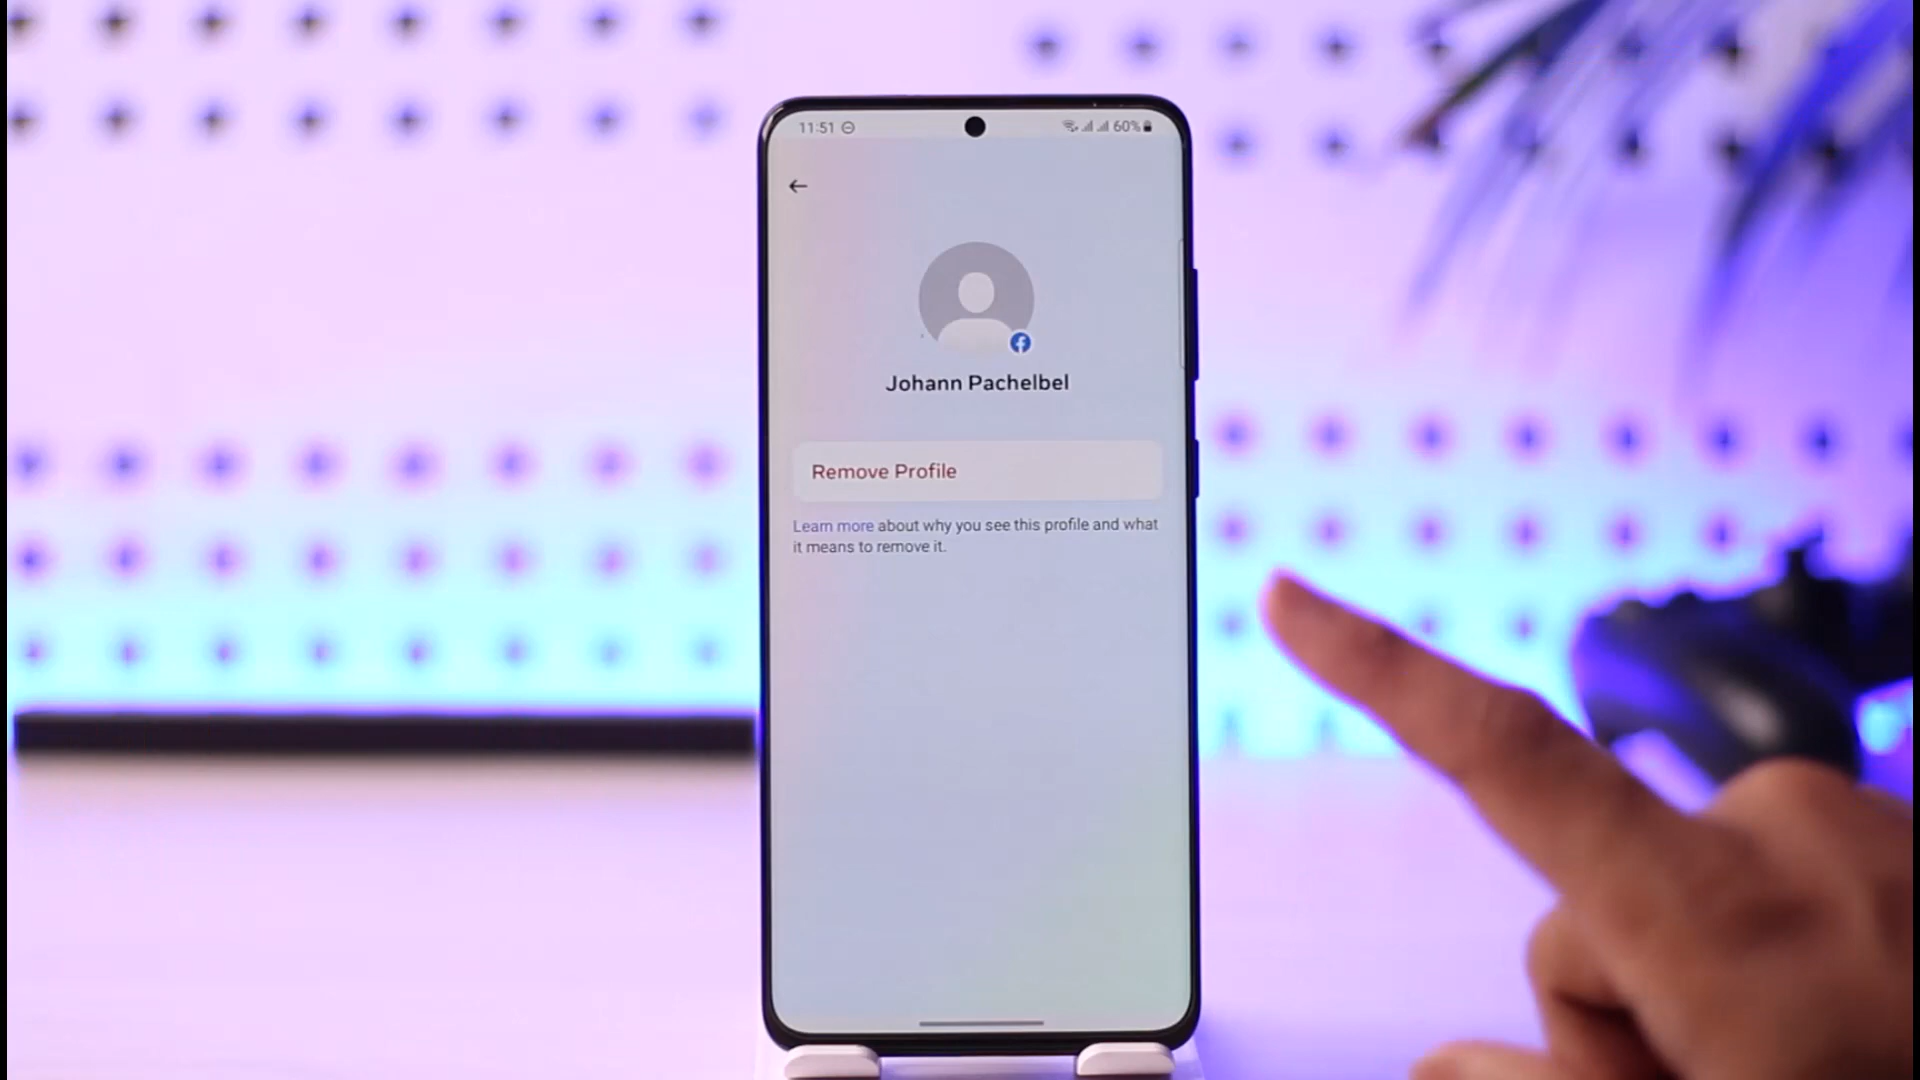 11:51
60%
Johann Pachelbel
Remove Profile
Learn more about why you see this profile and what
it means to remove it.